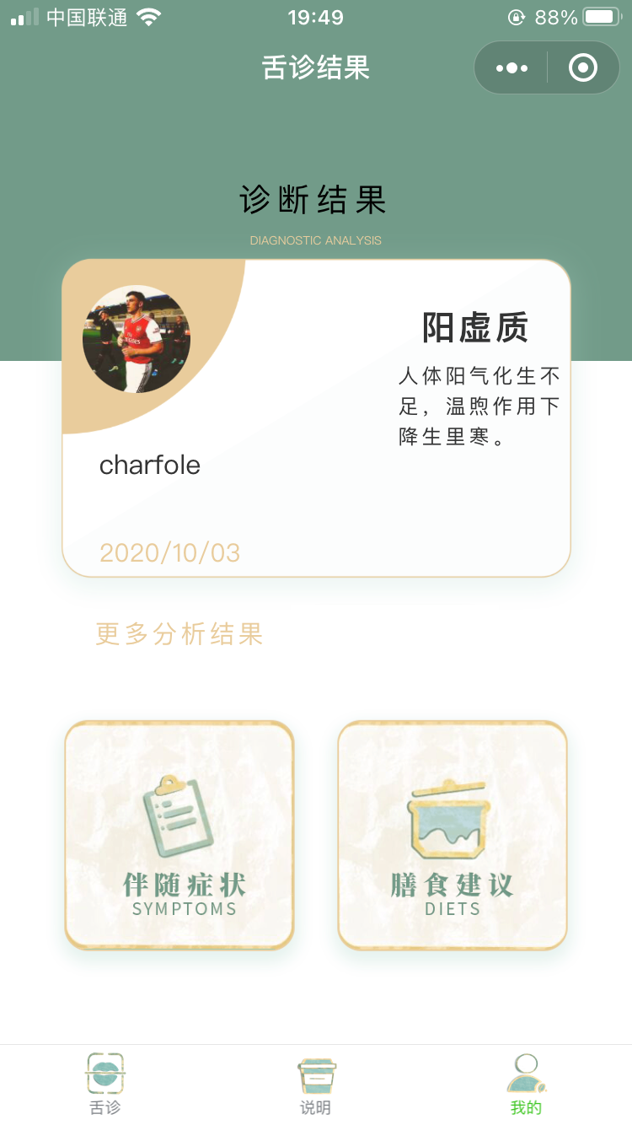 中国联通 19:49 88%
舌诊结果
诊断结果
DIAGNOSTIC ANALYSIS
阳虚质
人体阳气化生不
足，温煦作用下
降生里寒。
charfole
2020/10/03
更多分析结果
伴随症状
SYMPTOMS
膳食建议
DIETS
舌诊 说明 我的